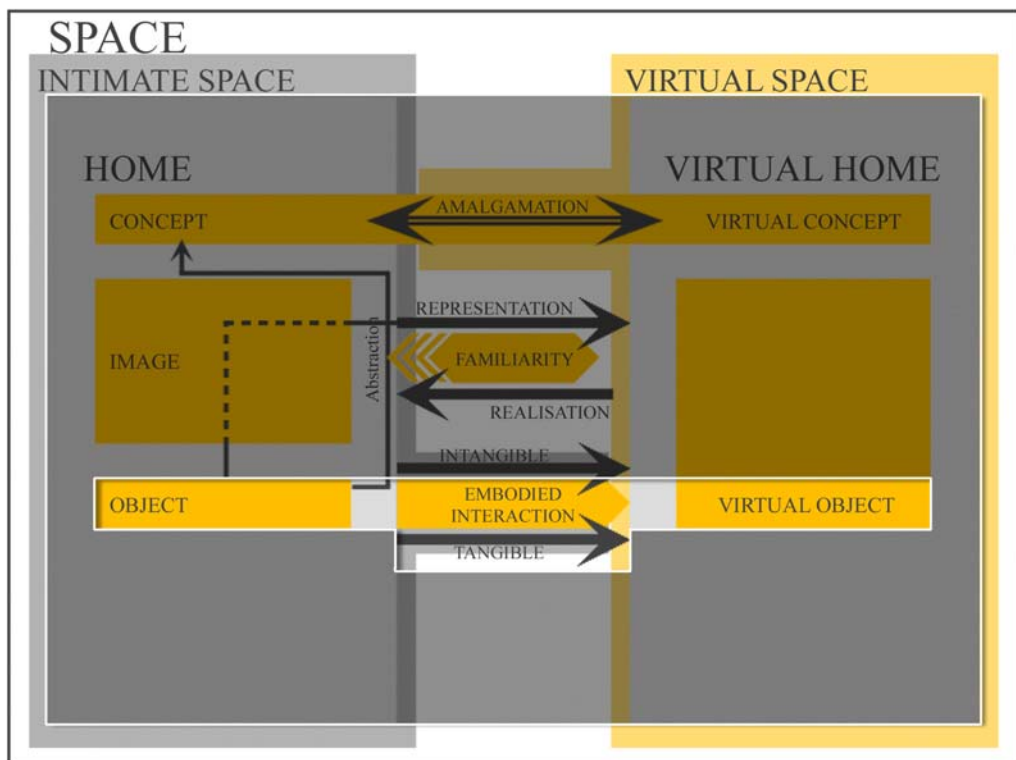 SPACE
INTIMATE SPACE
VIRTUAL SPACE
HOME
VIRTUAL HOME
CONCEPT
AMALGAMATION
VIRTUAL CONCEPT
REPRESENTATION
Abstraction
IMAGE
FAMILIARITY
REALISATION
INTANGIBLE
OBJECT
EMBODIED
INTERACTION
VIRTUAL OBJECT
TANGIBLE